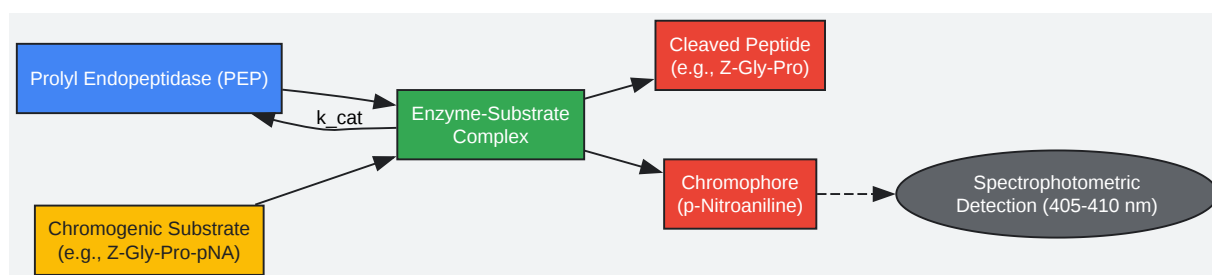 Prolyl Endopeptidase (PEP)
k_cat
Chromogenic Substrate
(e.g., Z-Gly-Pro-pNA)
Enzyme-Substrate
Complex
Cleaved Peptide
(e.g., Z-Gly-Pro)
Chromophore
(p-Nitroaniline)
Spectrophotometric
Detection (405-410 nm)